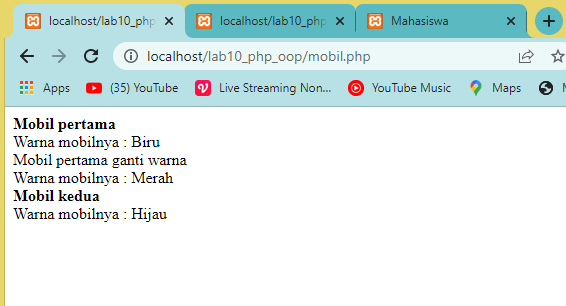 localhost/lab10_php
localhost/lab10_php
Mahasiswa
localhost/lab10_php_oop/mobil.php
Apps
(35) YouTube
Live Streaming Non...
YouTube Music
Maps
Mobil pertama
Warna mobilnya : Biru
Mobil pertama ganti warna
Warna mobilnya : Merah
Mobil kedua
Warna mobilnya : Hijau